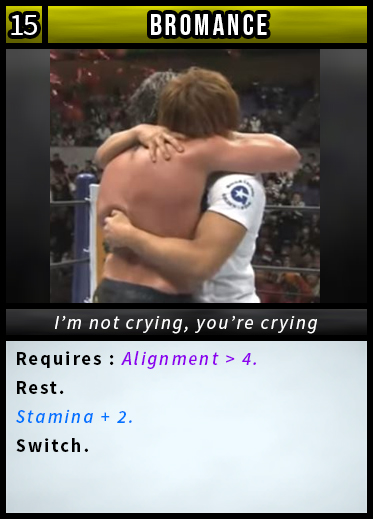 15 BROMANCE
I'm not crying, you're crying
Requires : Alignment > 4.
Rest.
Stamina + 2.
Switch.